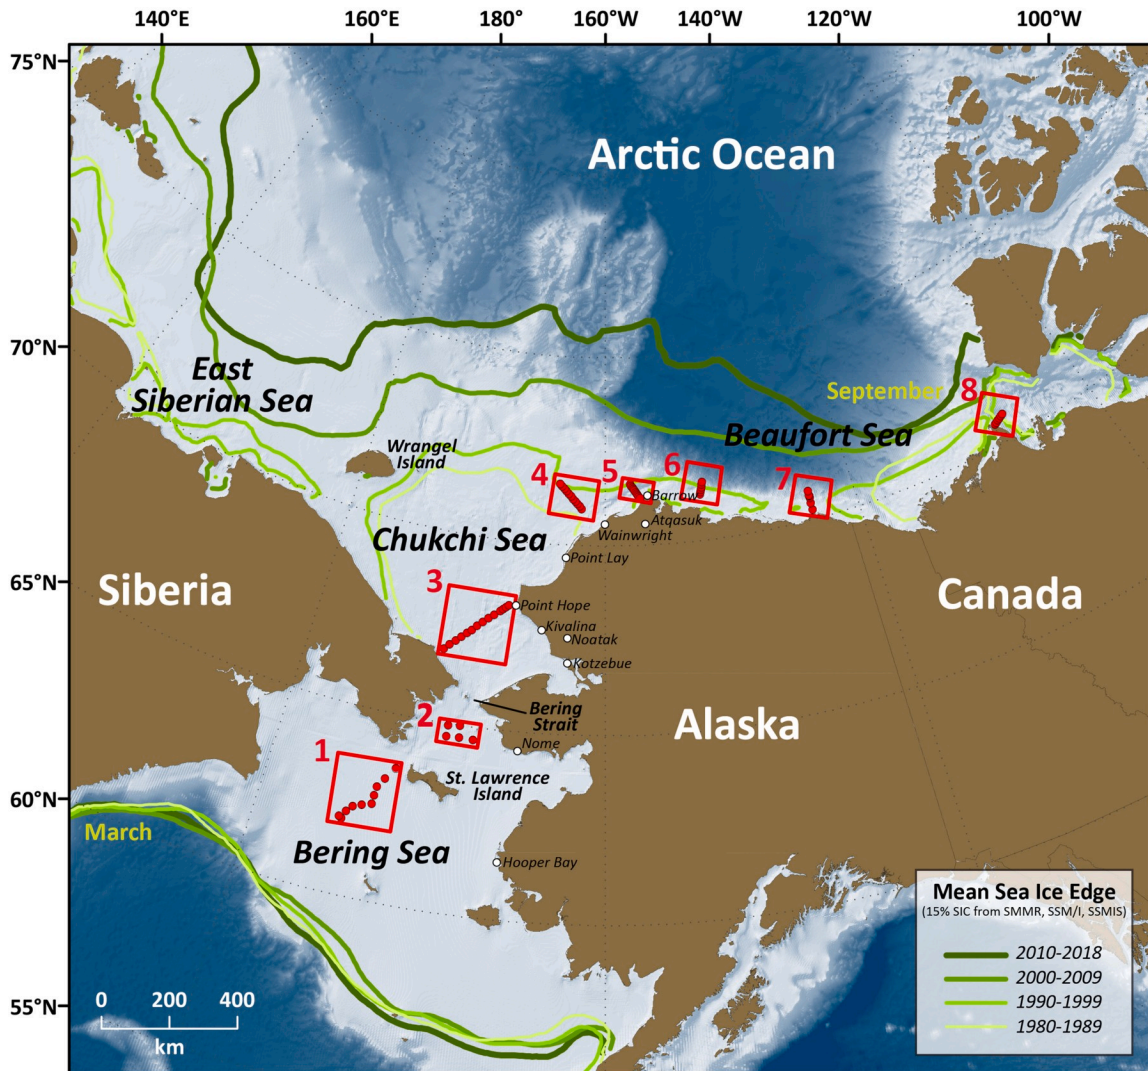 140°E 160°E 180° 160°W 140°W 120°W 100°W
75°N
Arctic Ocean
70°N
East
Siberian Sea
September
8
Beaufort Sea
Wrangel
Island
4
5
6
7
Barrow
Atqasuk
Wainwright
Chukchi Sea
Point Lay
65°N
Siberia
3
Canada
Point Hope
Kivalina
Noatak
Kotzebue
Bering
Strait
Alaska
2
1
Nome
St. Lawrence
Island
60°N
March
Bering Sea
Hooper Bay
Mean Sea Ice Edge
(15% SIC from SMMR, SSM/I, SSMIS)
2010-2018
2000-2009
1990-1999
1980-1989
55°N
0 200 400
km